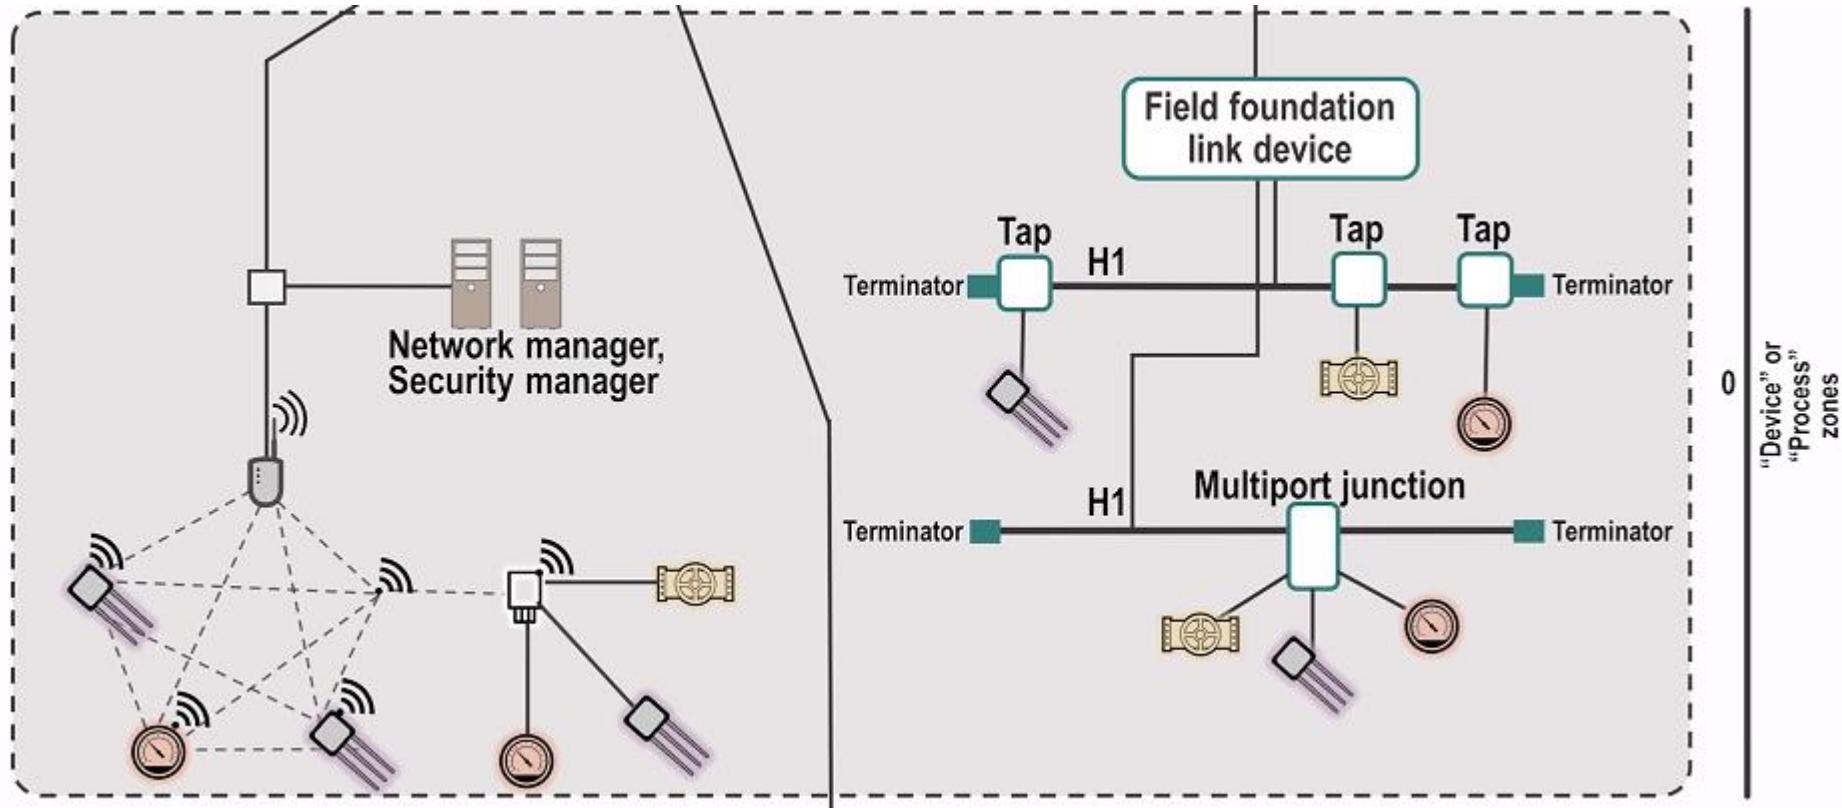 Field foundation
link device
Tap
Tap
Tap
H1
Terminator
Terminator
Network manager,
Security manager
0
“Device” or
“Process”
zones
Multiport junction
H1
Terminator
Terminator